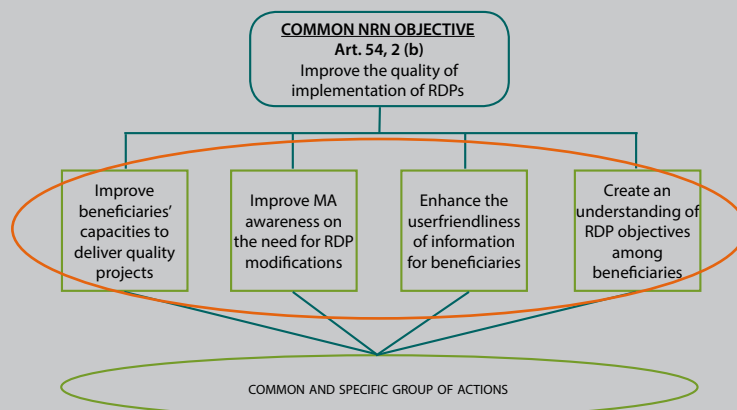 COMMON NRN OBJECTIVE
Art. 54, 2 (b)
Improve the quality of
implementation of RDPs
Improve
beneficiaries'
capacities to
deliver quality
projects
Improve MA
awareness on
the need for RDP
modifications
Enhance the
userfriendliness
of information
for beneficiaries
Create an
understanding of
RDP objectives
among
beneficiaries
COMMON AND SPECIFIC GROUP OF ACTIONS